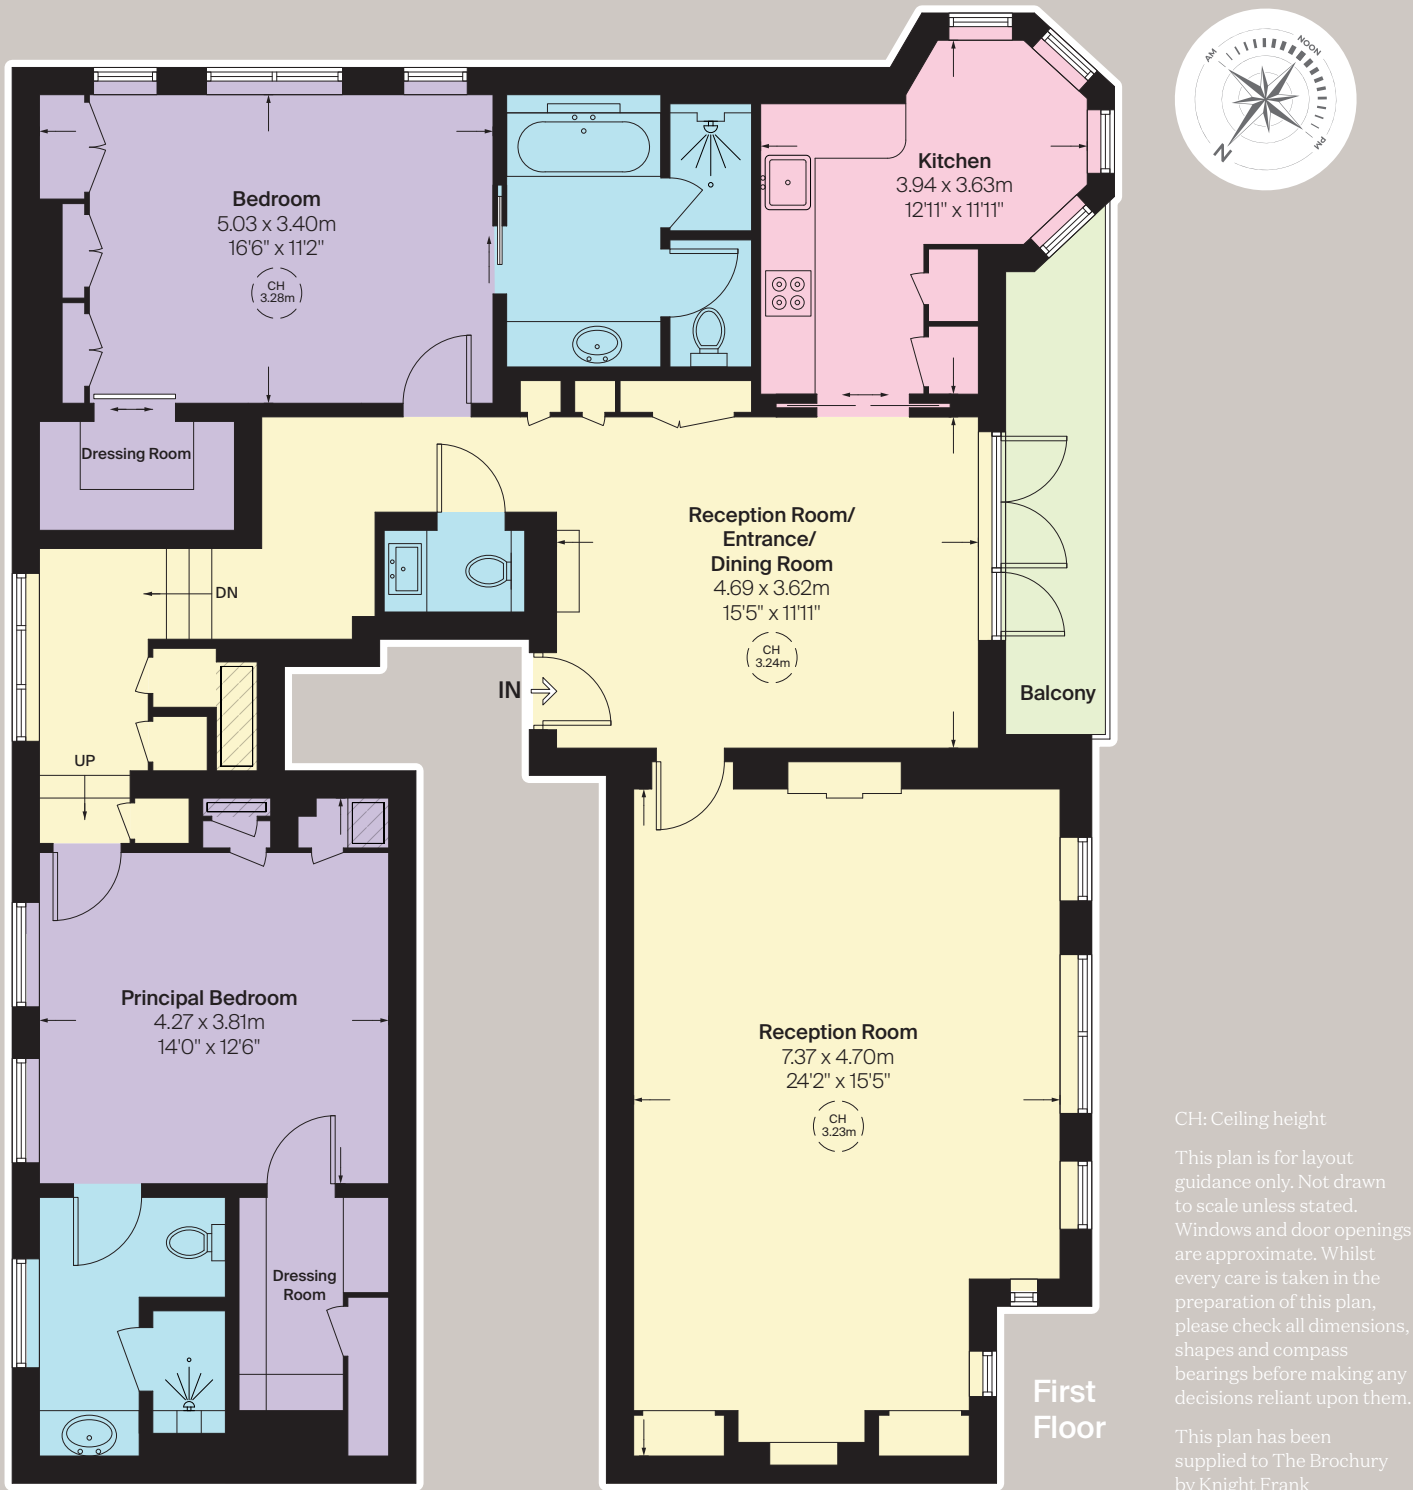 AM
NOON
PM
N
Bedroom
5.03 x 3.40m
16'6" x 11'2"
CH
3.28m
Kitchen
3.94 x 3.63m
12'11" x 11'11"
Dressing Room
Reception Room/
Entrance/
Dining Room
4.69 x 3.62m
15'5" x 11'11"
CH
3.24m
DN
IN
Balcony
UP
Principal Bedroom
4.27 x 3.81m
14'0" x 12'6"
Reception Room
7.37 x 4.70m
24'2" x 15'5"
CH
3.23m
Dressing
Room
First
Floor
CH: Ceiling height
This plan is for layout
guidance only. Not drawn
to scale unless stated.
Windows and door openings
are approximate. Whilst
every care is taken in the
preparation of this plan,
please check all dimensions,
shapes and compass
bearings before making any
decisions reliant upon them.
This plan has been
supplied to The Brochury
by Knight Frank